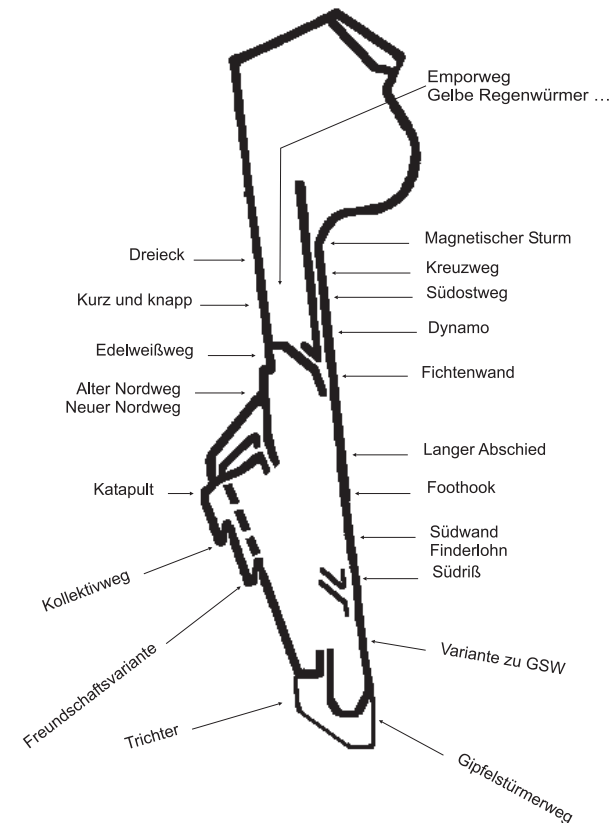 Emporweg
Gelbe Regenwürmer ...
Magnetischer Sturm
Dreieck
Kreuzweg
Südostweg
Kurz und knapp
Dynamo
Edelweißweg
Fichtenwand
Alter Nordweg
Neuer Nordweg
Langer Abschied
Katapult
Foothook
Südwand
Finderlohn
Südriß
Kollektivweg
Variante zu GSW
Freundschaftsvariante
Trichter
Gipfelstürmerweg